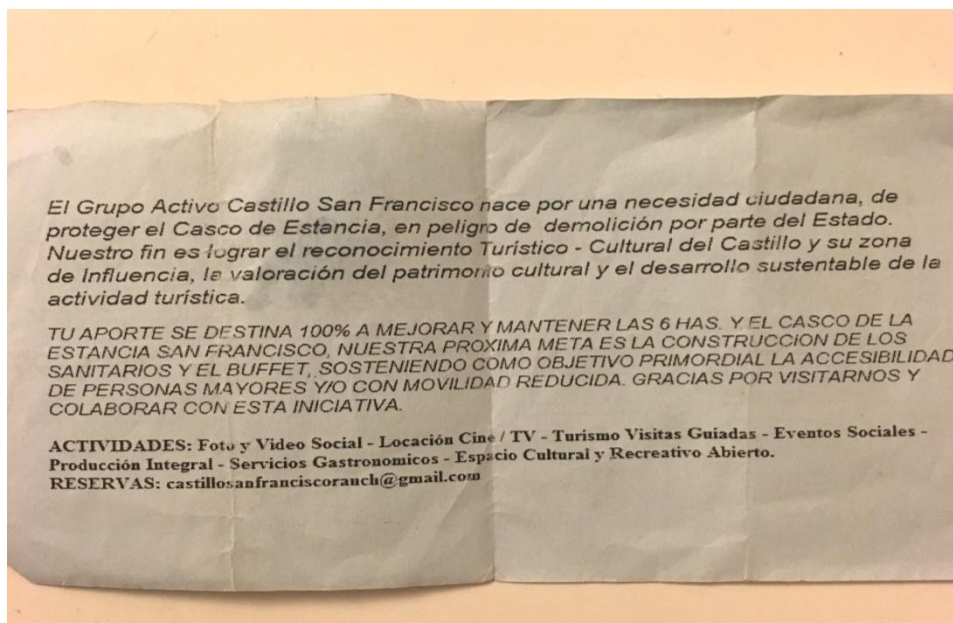 El Grupo Activo Castillo San Francisco nace por una necesidad ciudadana, de
proteger el Casco de Estancia, en peligro de demolición por parte del Estado.
Nuestro fin es lograr el reconocimiento Turístico - Cultural del Castillo y su zona
de Influencia, la valoración del patrimonio cultural y el desarrollo sustentable de la
actividad turística.
TU APORTE SE DESTINA 100% A MEJORAR Y MANTENER LAS 6 HAS. Y EL CASCO DE LA
ESTANCIA SAN FRANCISCO, NUESTRA PROXIMA META ES LA CONSTRUCCION DE LOS
SANITARIOS Y EL BUFFET, SOSTENIENDO COMO OBJETIVO PRIMORDIAL LA ACCESIBILIDAD
DE PERSONAS MAYORES Y/O CON MOVILIDAD REDUCIDA. GRACIAS POR VISITARNOS Y
COLABORAR CON ESTA INICIATIVA.
ACTIVIDADES: Foto y Video Social - Locación Cine / TV - Turismo Visitas Guiadas - Eventos Sociales -
Producción Integral - Servicios Gastronomicos - Espacio Cultural y Recreativo Abierto.
RESERVAS: castillosanfranciscorauch@gmail.com